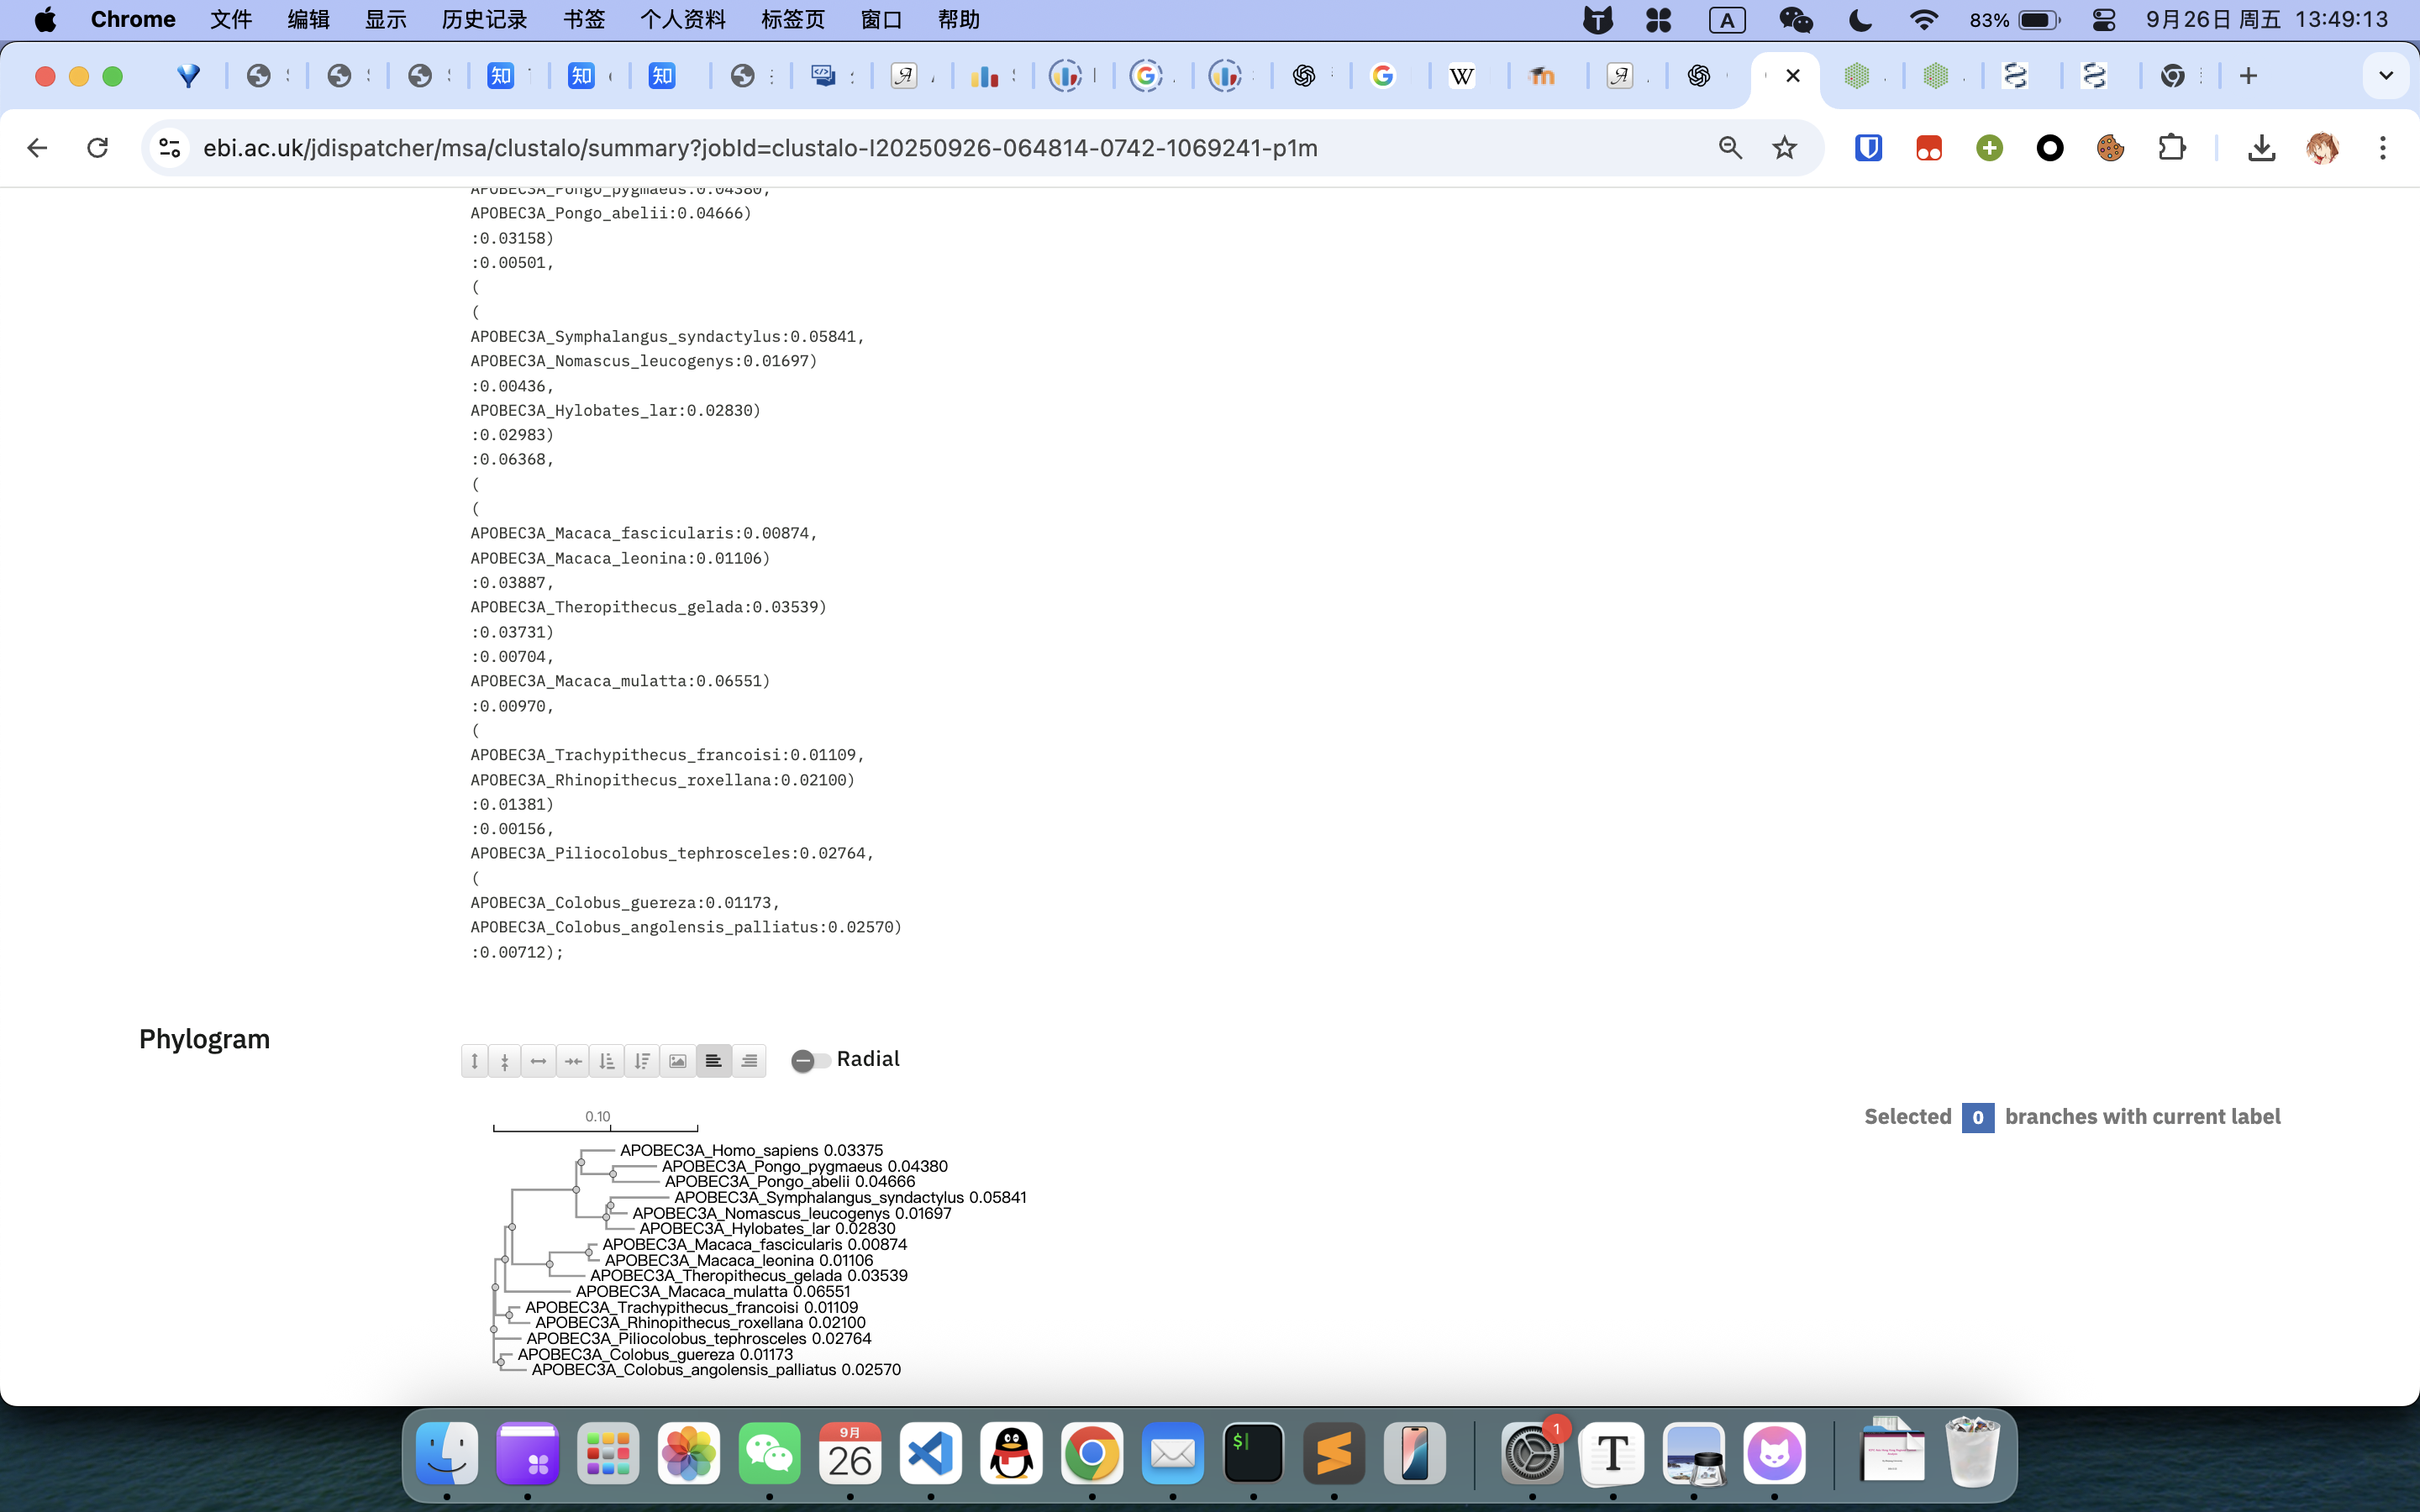 Chrome 文件 编辑 显示 历史记录 书签 个人资料 标签页 窗口 帮助 A 83% 9月26日 周五 13:49:13
知 知 知 W
ebi.ac.uk/jdispatcher/msa/clustalo/summary?jobId=clustalo-I20250926-064814-0742-1069241-p1m
APOBEC3A_Pongo_pygmaeus:0.04380,
APOBEC3A_Pongo_abelii:0.04666)
:0.03158)
:0.00501,
(
(
APOBEC3A_Symphalangus_syndactylus:0.05841,
APOBEC3A_Nomascus_leucogenys:0.01697)
:0.00436,
APOBEC3A_Hylobates_lar:0.02830)
:0.02983)
:0.06368,
(
(
APOBEC3A_Macaca_fascicularis:0.00874,
APOBEC3A_Macaca_leonina:0.01106)
:0.03887,
APOBEC3A_Theropithecus_gelada:0.03539)
:0.03731)
:0.00704,
APOBEC3A_Macaca_mulatta:0.06551)
:0.00970,
(
APOBEC3A_Trachypithecus_francoisi:0.01109,
APOBEC3A_Rhinopithecus_roxellana:0.02100)
:0.01381)
:0.00156,
APOBEC3A_Piliocolobus_tephrosceles:0.02764,
(
APOBEC3A_Colobus_guereza:0.01173,
APOBEC3A_Colobus_angolensis_palliatus:0.02570)
:0.00712);
Phylogram
Radial
Selected 0 branches with current label
0.10
APOBEC3A_Homo_sapiens 0.03375
APOBEC3A_Pongo_pygmaeus 0.04380
APOBEC3A_Pongo_abelii 0.04666
APOBEC3A_Symphalangus_syndactylus 0.05841
APOBEC3A_Nomascus_leucogenys 0.01697
APOBEC3A_Hylobates_lar 0.02830
APOBEC3A_Macaca_fascicularis 0.00874
APOBEC3A_Macaca_leonina 0.01106
APOBEC3A_Theropithecus_gelada 0.03539
APOBEC3A_Macaca_mulatta 0.06551
APOBEC3A_Trachypithecus_francoisi 0.01109
APOBEC3A_Rhinopithecus_roxellana 0.02100
APOBEC3A_Piliocolobus_tephrosceles 0.02764
APOBEC3A_Colobus_guereza 0.01173
APOBEC3A_Colobus_angolensis_palliatus 0.02570
9月
26
$
1
T